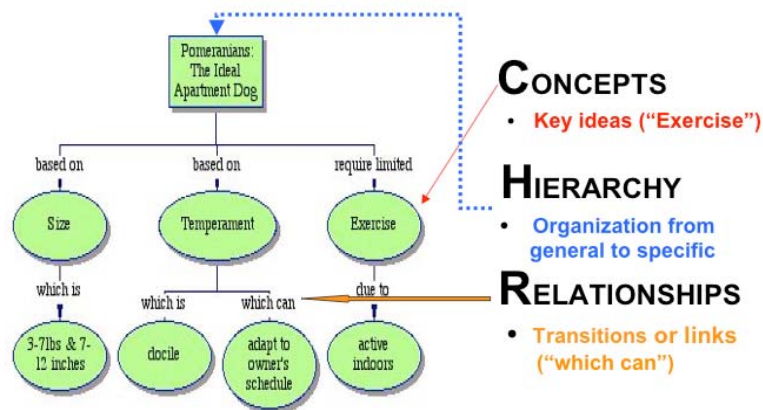 Pomeranians:
The Ideal
Apartment Dog
based on
based on
require limited
Size
Temperament
Exercise
which is
which is
which can
due to
3-7lbs & 7-
12 inches
docile
adapt to
owner's
schedule
active
indoors
CONCEPTS
• Key ideas ("Exercise")
HIERARCHY
• Organization from
general to specific
RELATIONSHIPS
• Transitions or links
("which can")